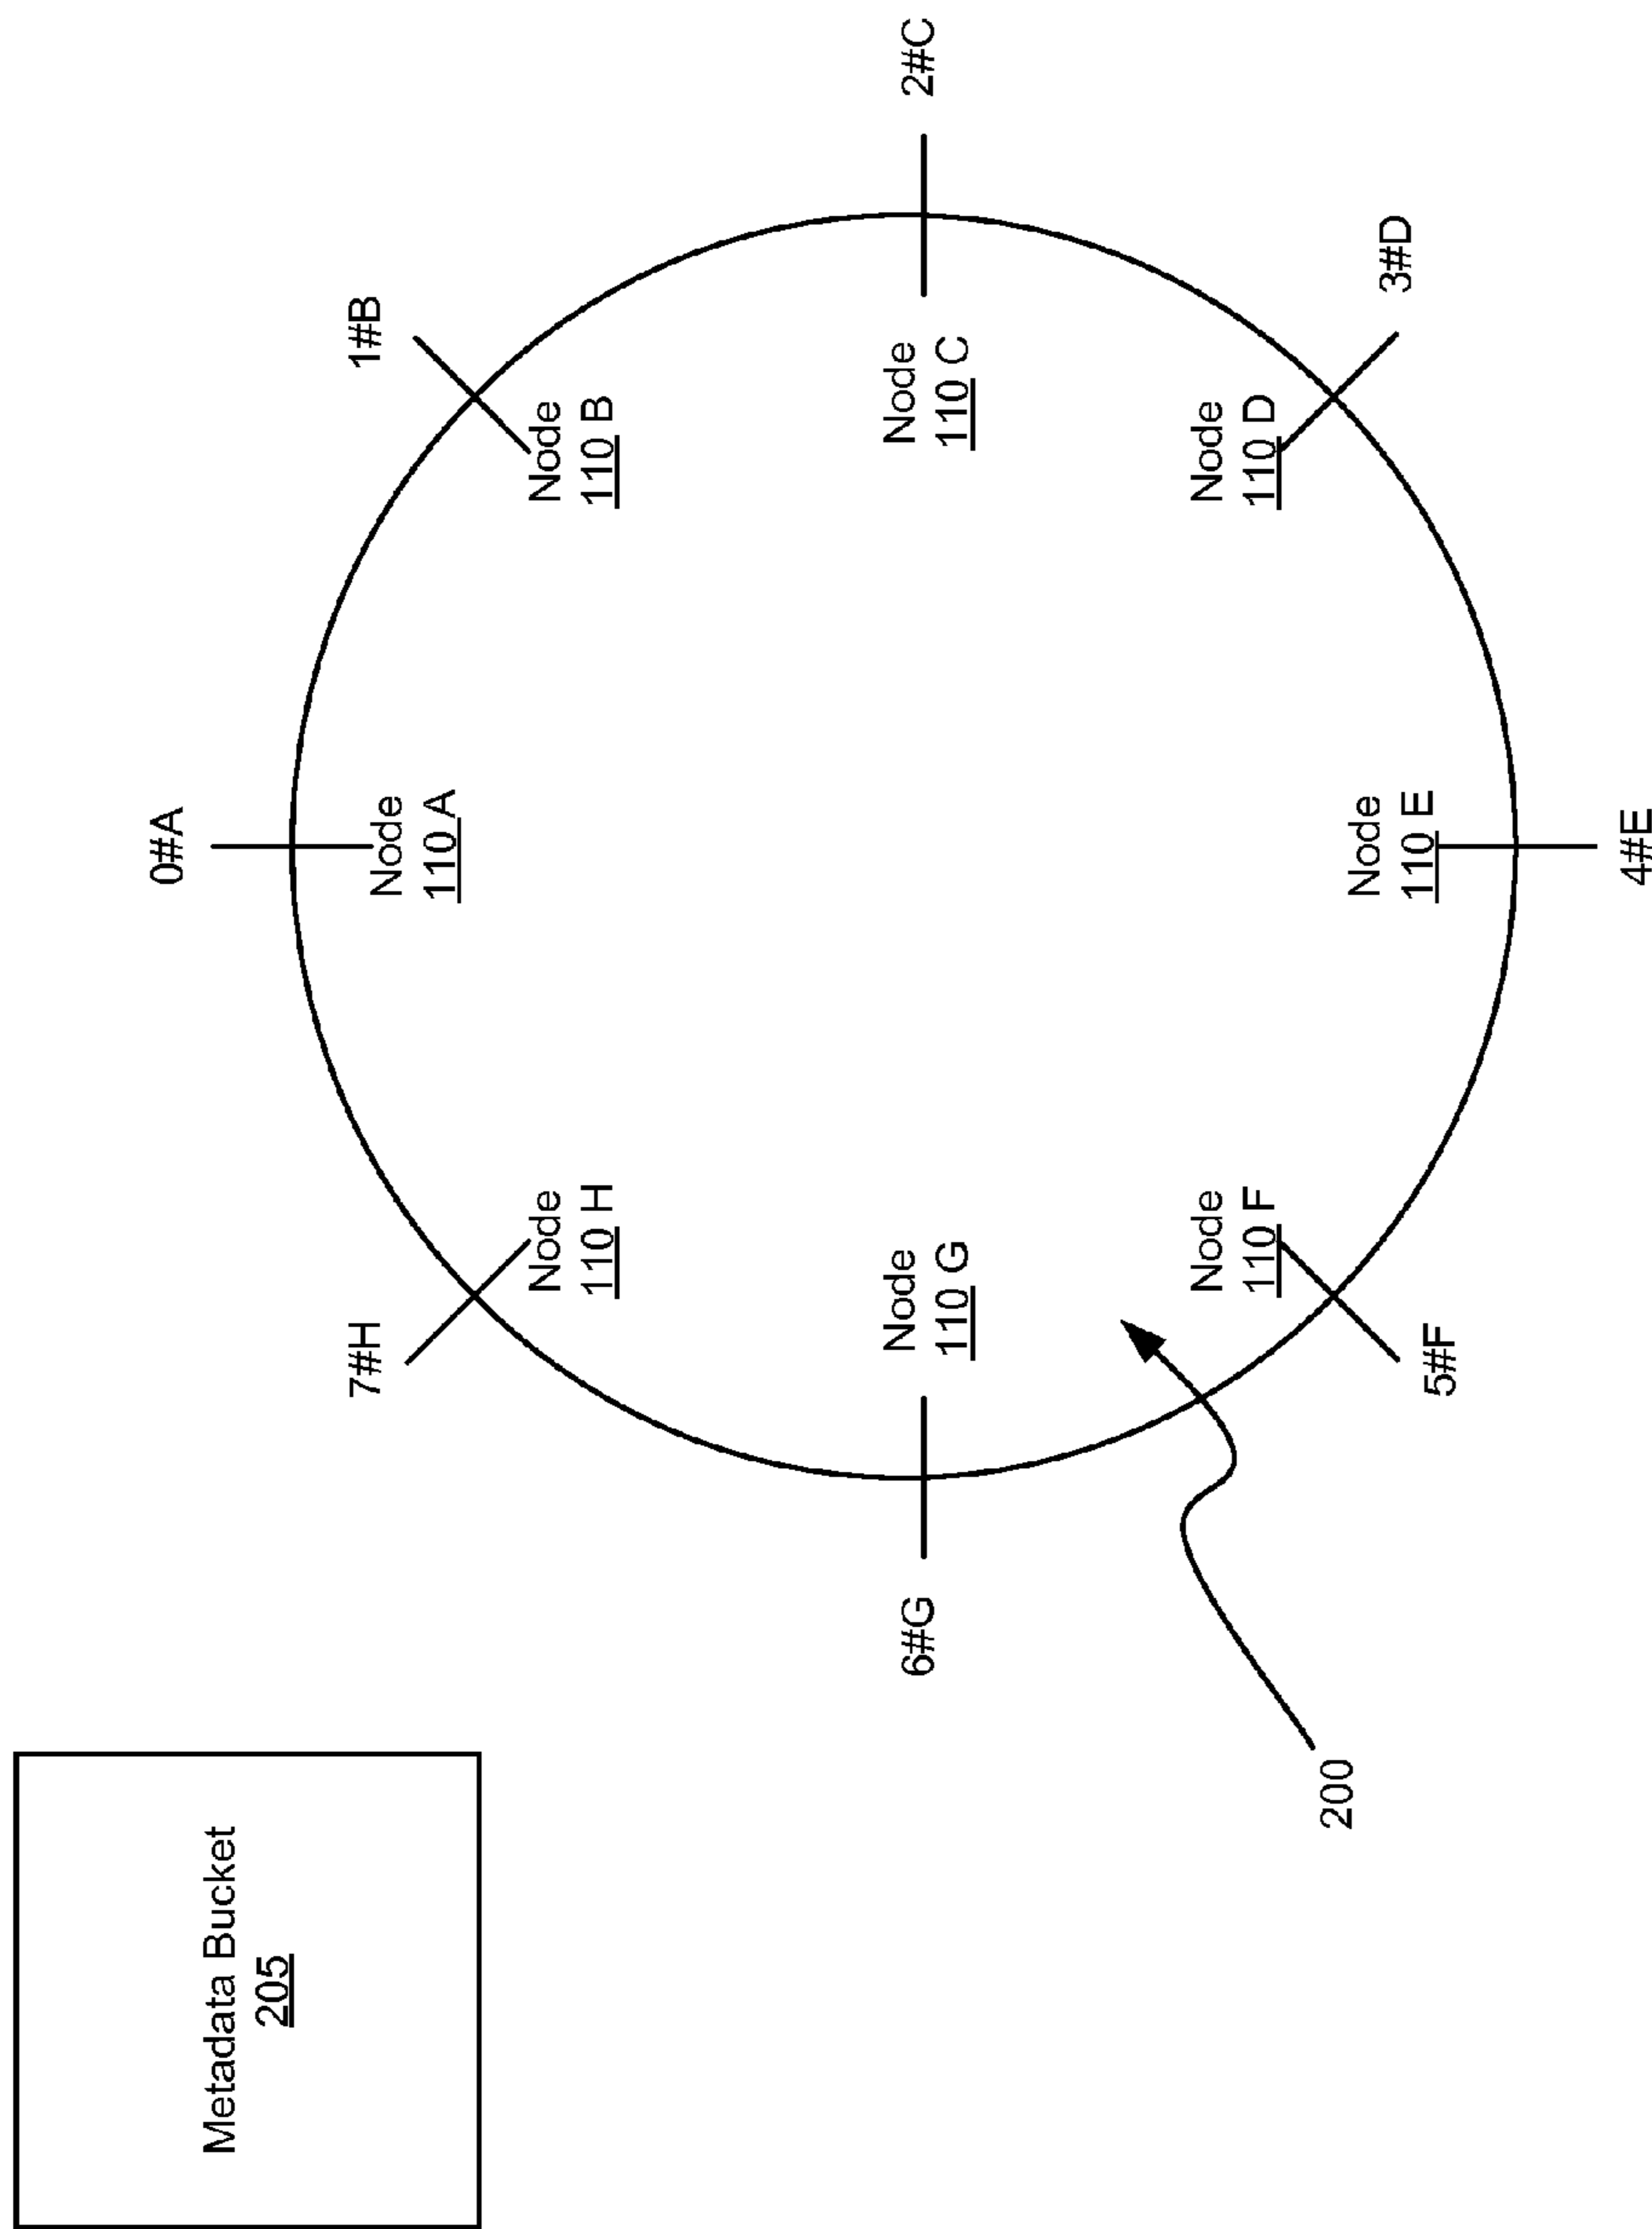 Metadata Bucket
205
0#A
Node
110 A
1#B
Node
110 B
2#C
Node
110 C
3#D
Node
110 D
4#E
Node
110 E
5#F
Node
110 F
6#G
Node
110 G
7#H
Node
110 H
200